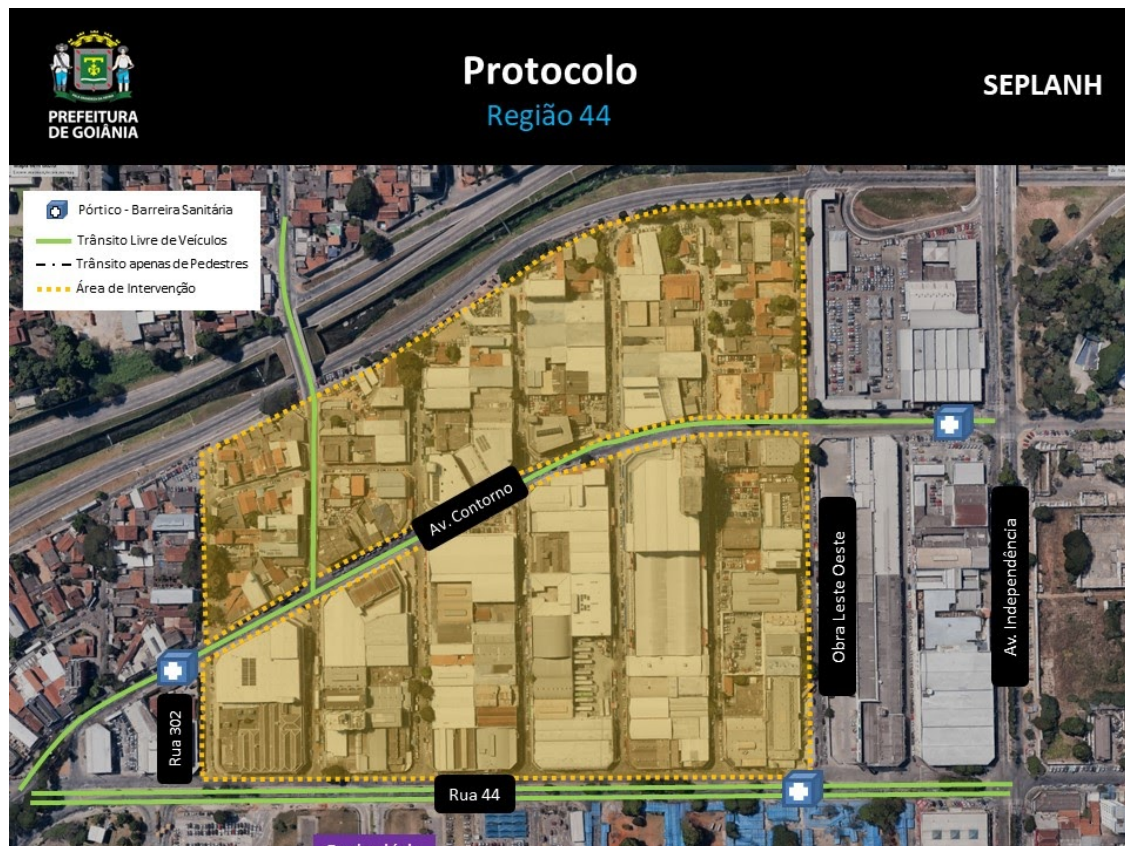 PREFEITURA
DE GOIÂNIA
Protocolo
Região 44
SEPLANH
Pórtico - Barreira Sanitária
Trânsito Livre de Veículos
Trânsito apenas de Pedestres
Área de Intervenção
Av. Contorno
Obra Leste Oeste
Av. Independência
Rua 302
Rua 44